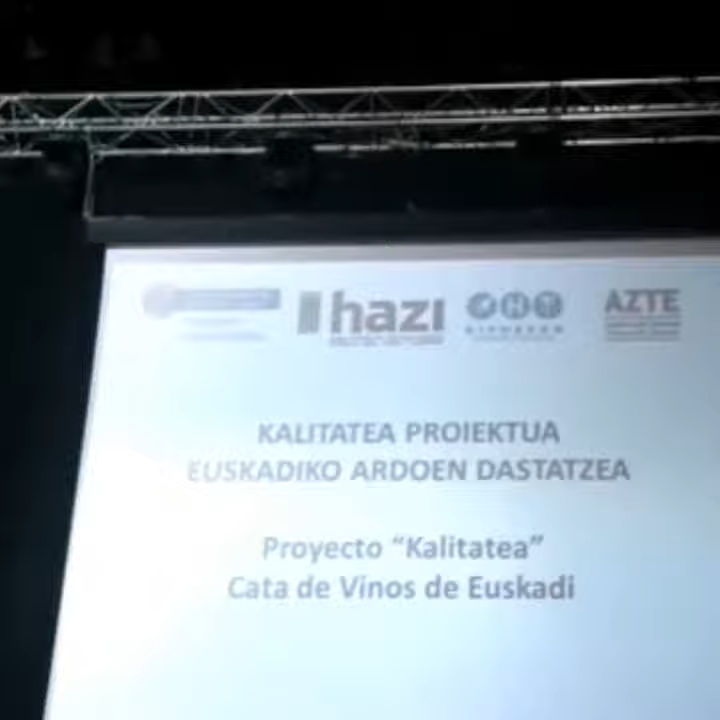 hazi
AZTE
KALITATEA PROIEKTUA
EUSKADIKO ARDOEN DASTATZEA
Proyecto “Kalitatea”
Cata de Vinos de Euskadi